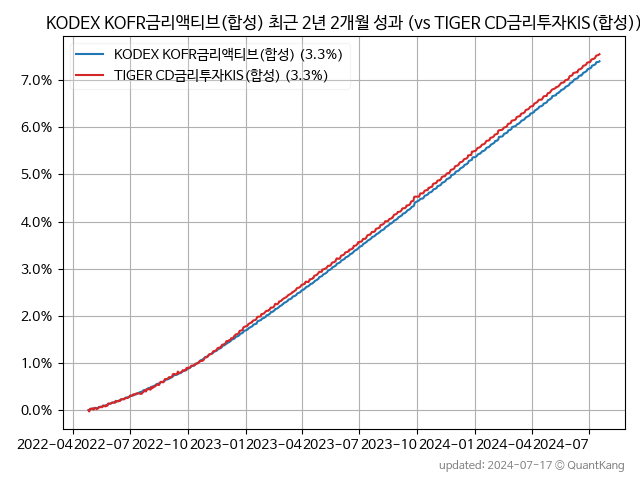 KODEX KOFR금리액티브(합성) 최근 2년 2개월 성과 (vs TIGER CD금리투자KIS(합성))
KODEX KOFR금리액티브(합성) (3.3%)
TIGER CD금리투자KIS(합성) (3.3%)
7.0%
6.0%
5.0%
4.0%
3.0%
2.0%
1.0%
0.0%
2022-04 2022-07 2022-10 2023-01 2023-04 2023-07 2023-10 2024-01 2024-04 2024-07
updated: 2024-07-17 © QuantKang